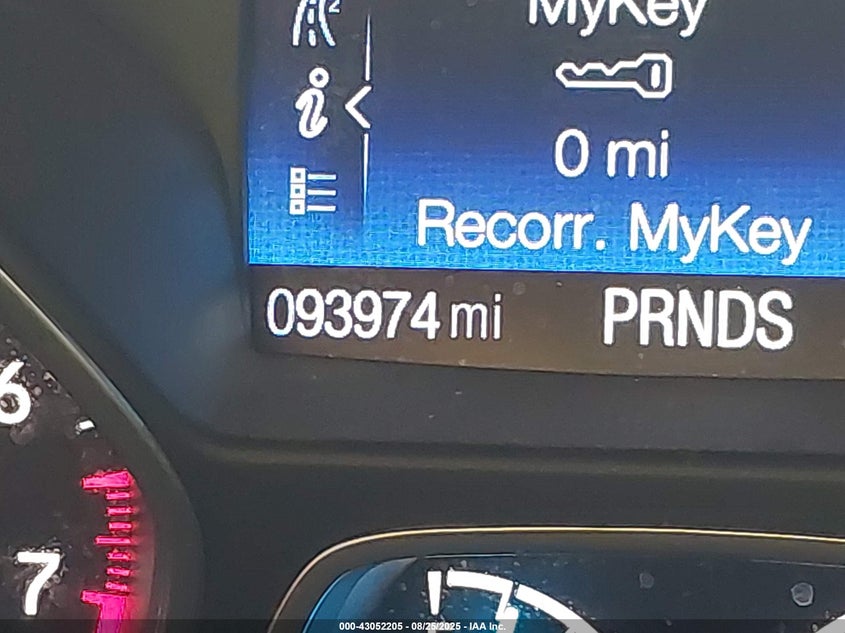 MyKey
0 mi
Recorr. MyKey
093974 mi PRNDS
6
7
000-43052205 - 08/25/2025 - IAA Inc.